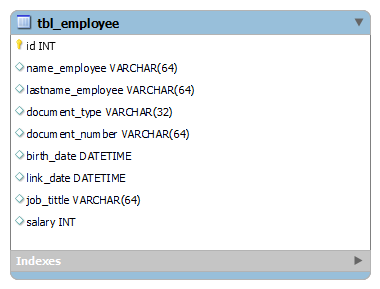 tbl_employee
id INT
name_employee VARCHAR(64)
lastname_employee VARCHAR(64)
document_type VARCHAR(32)
document_number VARCHAR(64)
birth_date DATETIME
link_date DATETIME
job_tittle VARCHAR(64)
salary INT
Indexes